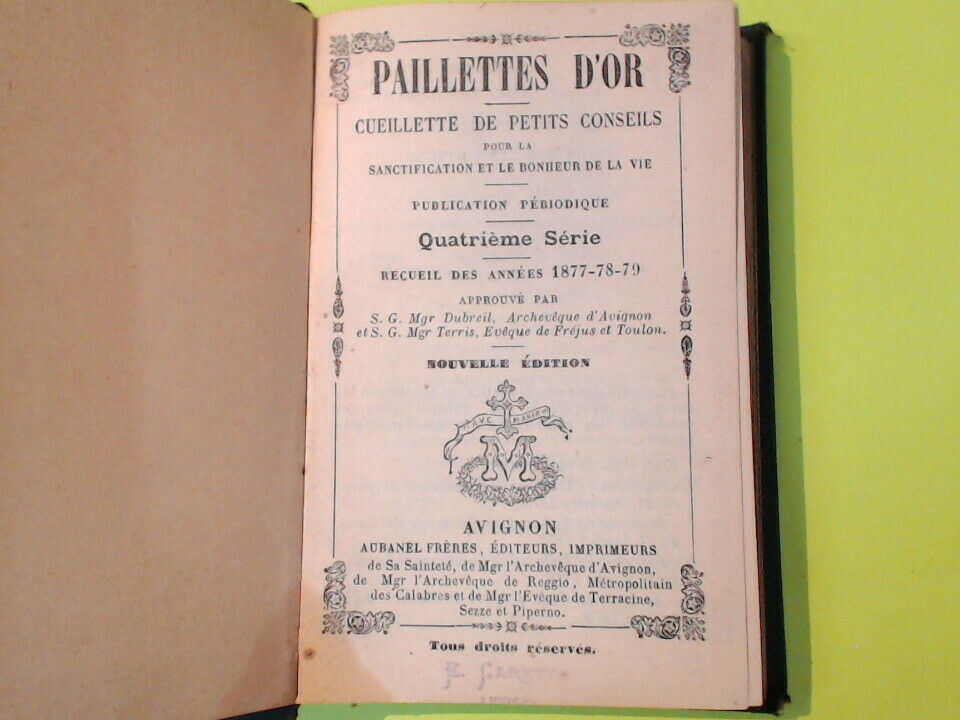 PAILLETTES D'OR
CUEILLETTE DE PETITS CONSEILS
POUR LA
SANCTIFICATION ET LE BONHEUR DE LA VIE
PUBLICATION PÉRIODIQUE
Quatrième Série
RECUEIL DES ANNÉES 1877-78-79
APPROUVÉ PAR
S. G. Mgr Dubreil, Archevêque d'Avignon
et S. G. Mgr Terris, Evêque de Fréjus et Toulon.
NOUVELLE ÉDITION
AVE MARIA
M
AVIGNON
AUBANEL FRÈRES, ÉDITEURS, IMPRIMEURS
de Sa Sainteté, de Mgr l'Archevêque d'Avignon,
de Mgr l'Archevêque de Reggio, Métropolitain
des Calabres et de Mgr l'Evêque de Terracine,
Sezze et Piperno.
Tous droits réservés.